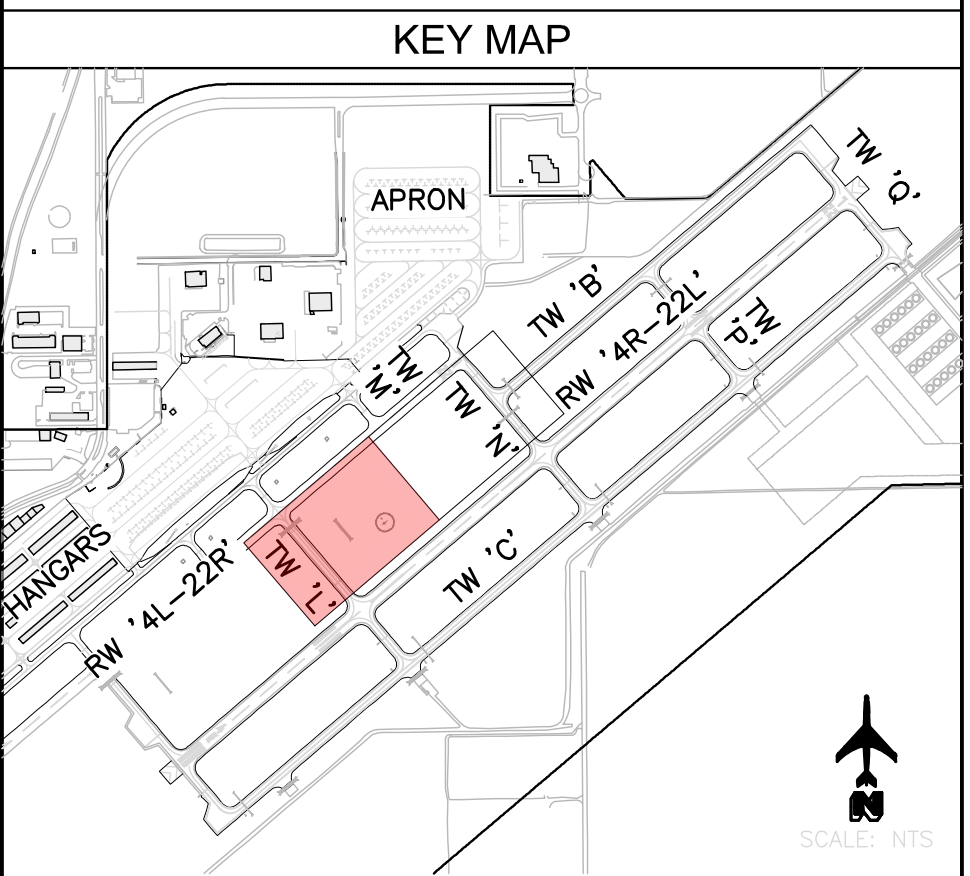 KEY MAP
TW 'Q'
APRON
TW 'B'
RW '4R-22L'
TW 'P'
TW 'M'
TW 'N'
HANGARS
RW '4L-22R'
TW 'L'
TW 'C'
N
SCALE: NTS